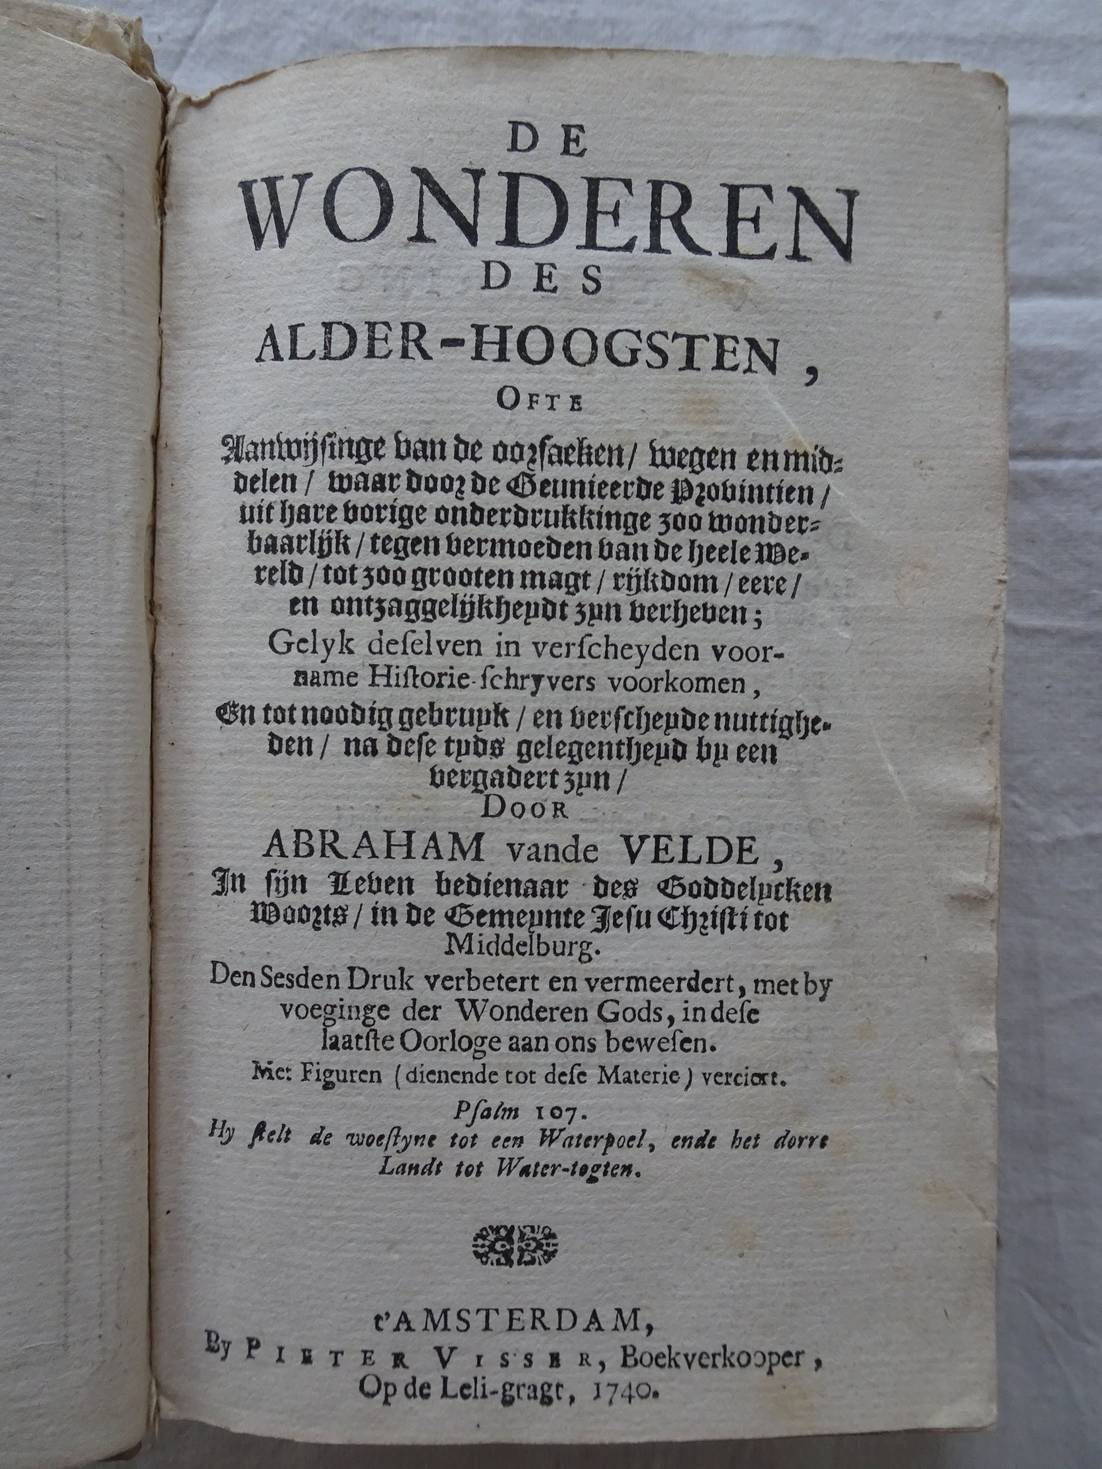 DE
WONDEREN
DES
ALDER-HOOGSTEN,
OFTE
Aanwijſinge van de oorſaeken/ wegen en mid-
delen/ waar door de Geunieerde Provintien/
uit hare vorige onderdrukkinge zoo wonder-
baarlijk/ tegen vermoeden van de heele We-
reld/ tot zoo grooten magt/ rijkdom/ eere/
en ontzaggelijkheydt zyn verheven;
Gelyk deſelven in verſcheyden voor-
name Hiſtorie-ſchryvers voorkomen,
En tot noodig gebruyk/ en verſcheyde nuttighe-
den/ na deſe tyds gelegentheyd by een
vergadert zyn/
DOOR
ABRAHAM vande VELDE,
In ſijn Leven bedienaar des Goddelycken
Woorts/ in de Gemeynte Jeſu Chriſti tot
Middelburg.
Den Sesden Druk verbetert en vermeerdert, met by
voeginge der Wonderen Gods, in deſe
laatſte Oorloge aan ons beweſen.
Met Figuren (dienende tot deſe Materie) verciert.
Pſalm 107.
Hy ſtelt de woeſtyne tot een Waterpoel, ende het dorre
Landt tot Water-togten.
t'AMSTERDAM,
By PIETER VISSER, Boekverkooper,
Op de Leli-gragt, 1740.